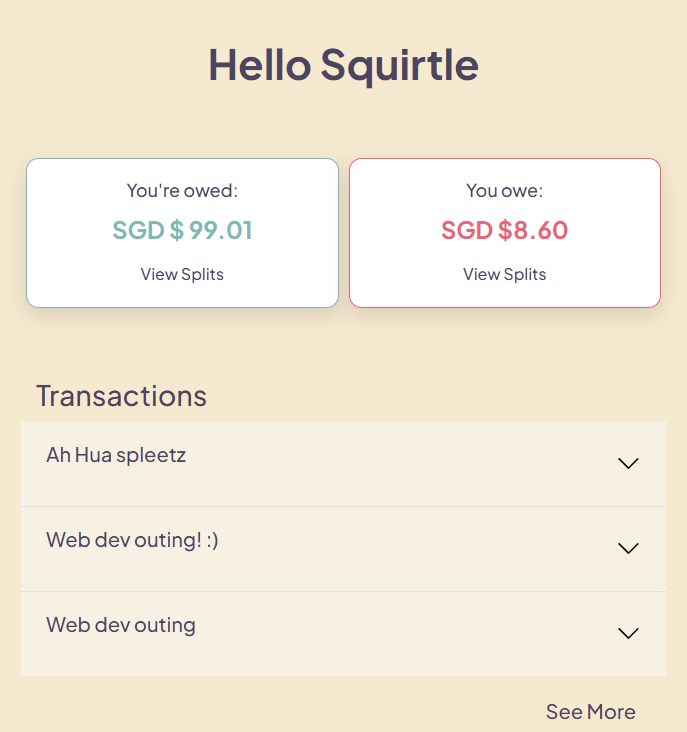 Hello Squirtle
You're owed:
SGD $ 99.01
View Splits
You owe:
SGD $8.60
View Splits
Transactions
Ah Hua spleetz
Web dev outing! :)
Web dev outing
See More